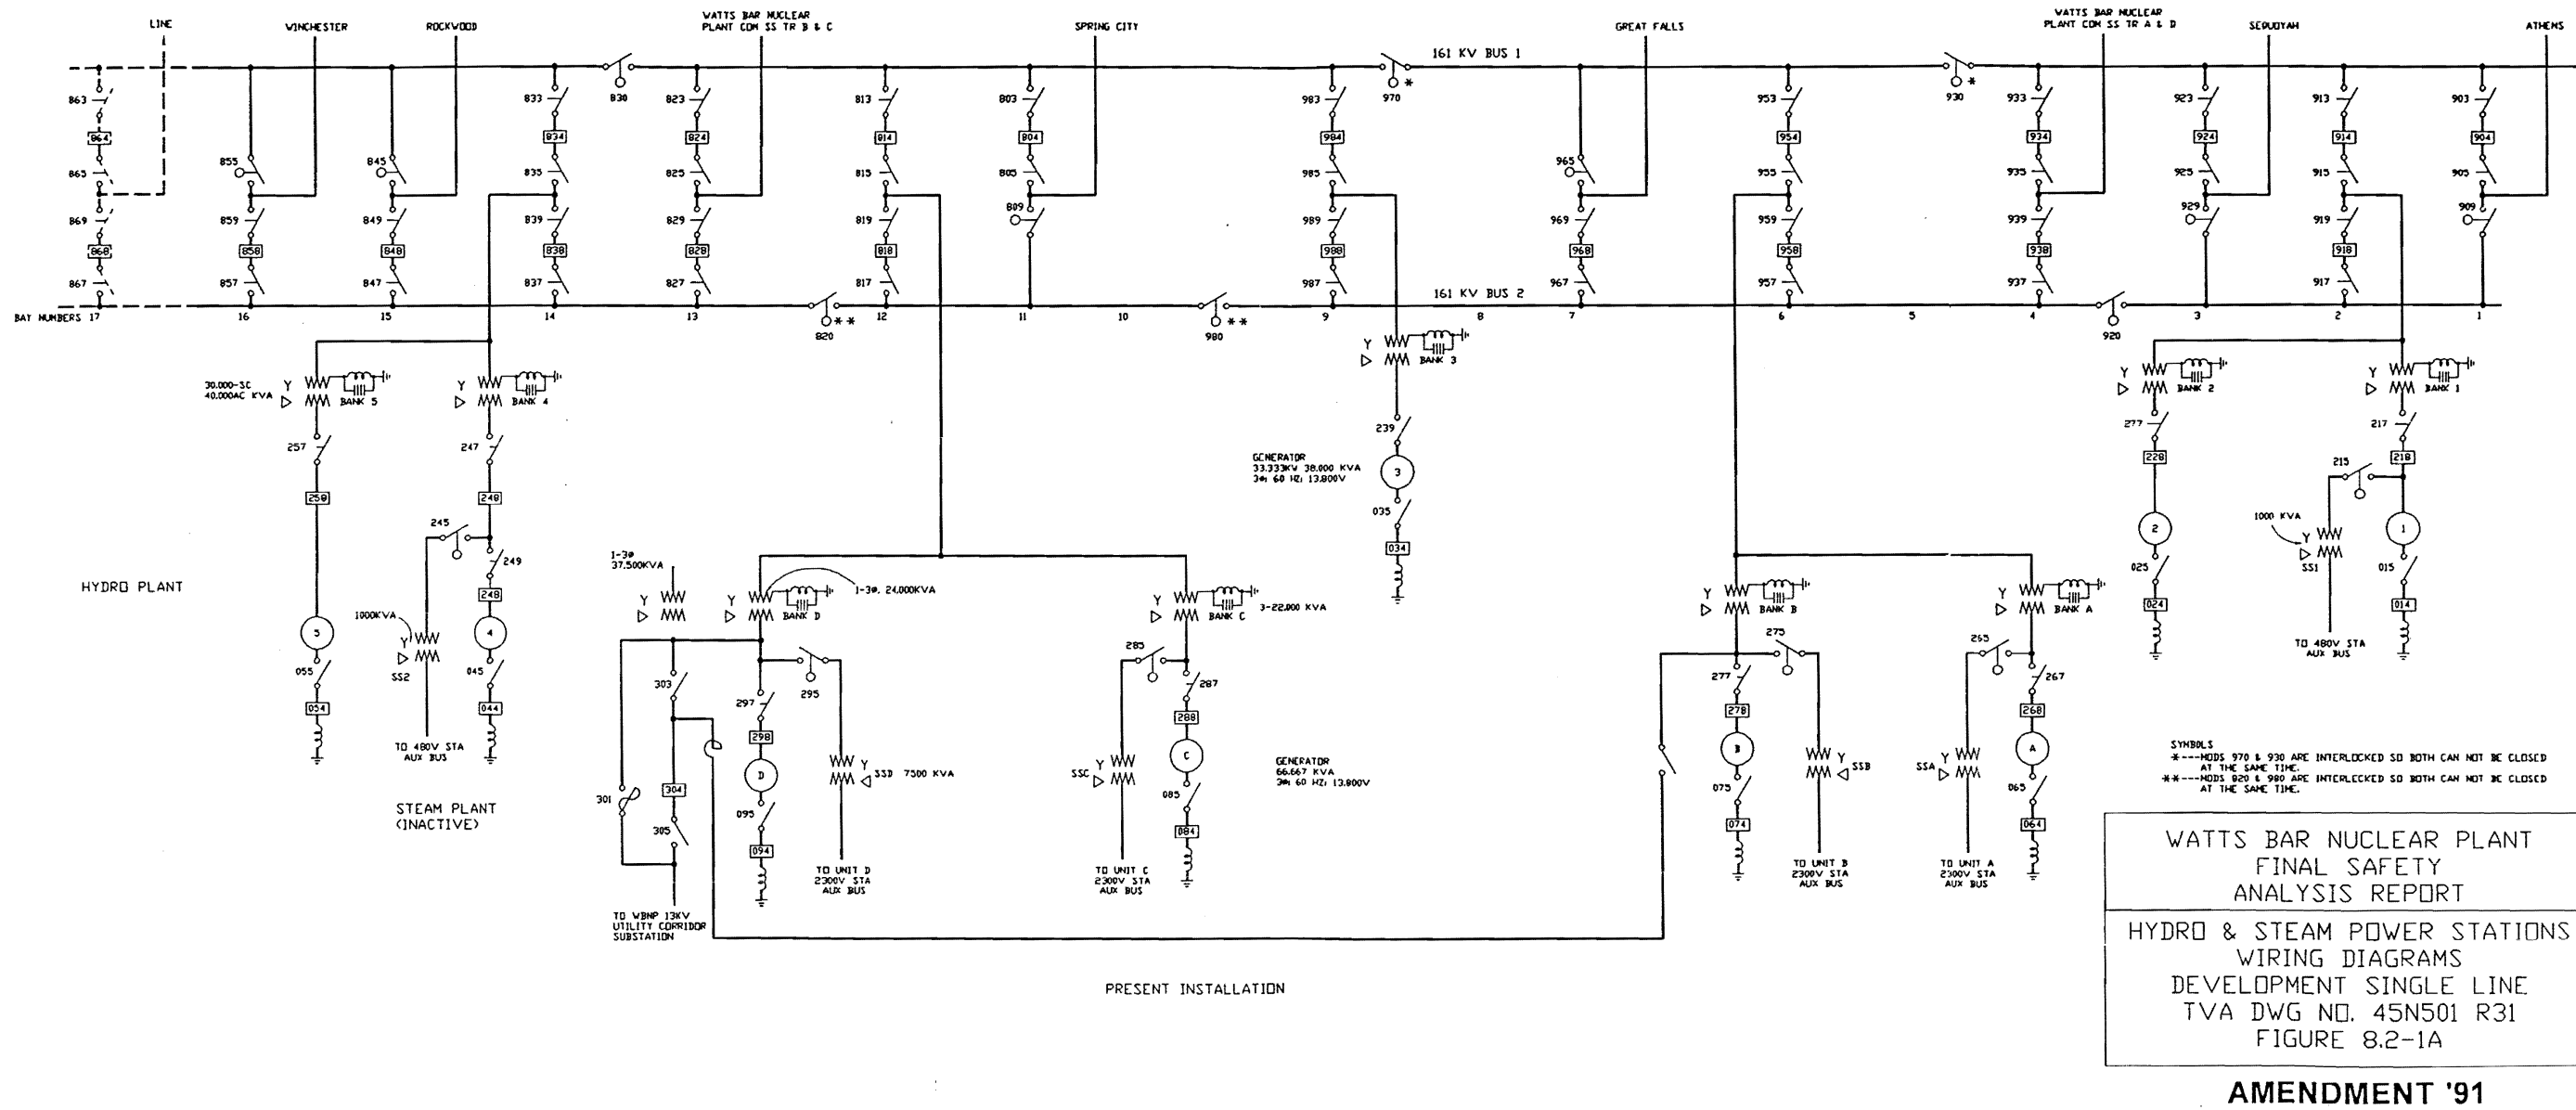 LINE
WINCHESTER
ROCKWOOD
WATTS BAR NUCLEAR
PLANT COM SS TR B & C
SPRING CITY
GREAT FALLS
WATTS BAR NUCLEAR
PLANT COM SS TR A & D
SEQUOYAH
ATHENS
161 KV BUS 1
830
970 *
930 *
863
864
865
869
868
867
855
859
858
857
845
849
848
847
833
834
835
839
838
837
823
824
825
829
828
827
813
814
815
819
818
817
803
804
805
809
983
984
985
989
988
987
965
969
968
967
953
954
955
959
958
957
933
934
935
939
938
937
923
924
925
929
913
914
915
919
918
917
903
904
905
909
161 KV BUS 2
BAY NUMBERS 17
16
15
14
13
12
11
10
9
8
7
6
5
4
3
2
1
820 **
980 **
920
30,000-SC
40,000AC KVA
Y
BANK 5
257
258
5
055
054
Y
BANK 4
247
248
245
249
248
1000KVA
Y
SS2
4
045
044
TO 480V STA
AUX BUS
HYDRO PLANT
STEAM PLANT
(INACTIVE)
1-3ø
37,500KVA
Y
Y
BANK D
1-3ø, 24,000KVA
303
301
304
305
TO WBNP 13KV
UTILITY CORRIDOR
SUBSTATION
297
298
D
095
094
295
Y
SSD 7500 KVA
TO UNIT D
2300V STA
AUX BUS
Y
BANK C
3-22,000 KVA
285
287
288
C
085
084
Y
SSC
TO UNIT C
2300V STA
AUX BUS
GENERATOR
66,667 KVA
3ø; 60 HZ; 13,800V
Y
BANK 3
239
GENERATOR
33,333KW 38,000 KVA
3ø; 60 HZ; 13,800V
3
035
034
Y
BANK B
275
277
278
B
075
074
Y
SSB
TO UNIT B
2300V STA
AUX BUS
Y
BANK A
265
267
268
A
065
064
Y
SSA
TO UNIT A
2300V STA
AUX BUS
Y
BANK 2
277
228
2
025
024
Y
BANK 1
217
218
215
1000 KVA
Y
SS1
1
015
014
TO 480V STA
AUX BUS
SYMBOLS
*---MODS 970 & 930 ARE INTERLOCKED SO BOTH CAN NOT BE CLOSED
AT THE SAME TIME.
**---MODS 820 & 980 ARE INTERLECKED SO BOTH CAN NOT BE CLOSED
AT THE SAME TIME.
PRESENT INSTALLATION
WATTS BAR NUCLEAR PLANT
FINAL SAFETY
ANALYSIS REPORT
HYDRO & STEAM POWER STATIONS
WIRING DIAGRAMS
DEVELOPMENT SINGLE LINE
TVA DWG NO. 45N501 R31
FIGURE 8.2-1A
AMENDMENT '91